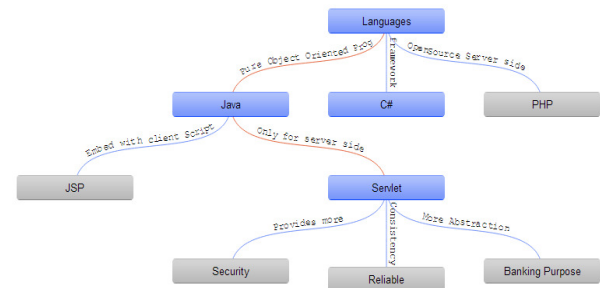 Languages
Pure Object Oriented Prog
Framework
OpenSource Server side
Java
C#
PHP
Embed with client Script
Only for server side
JSP
Servlet
Provides more
Consistency
More Abstraction
Security
Reliable
Banking Purpose